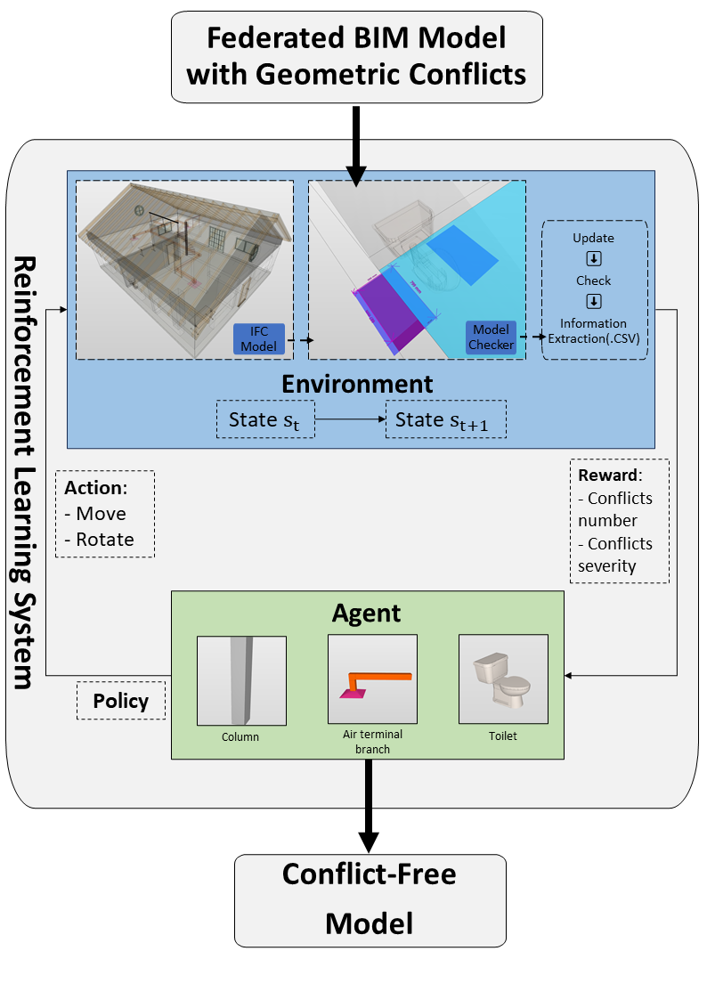 Federated BIM Model
with Geometric Conflicts
Reinforcement Learning System
IFC
Model
Model
Checker
Update
Check
Information
Extraction(.CSV)
Environment
State sₜ
State sₜ₊₁
Action:
- Move
- Rotate
Reward:
- Conflicts
number
- Conflicts
severity
Agent
Column
Air terminal
branch
Toilet
Policy
Conflict-Free
Model